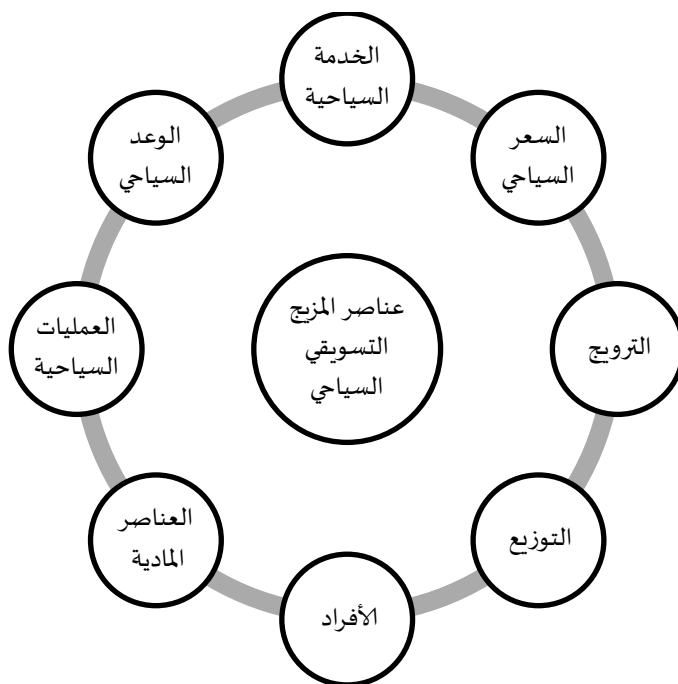 الخدمة
السياحية
السعر
السياحي
الترويج
التوزيع
الأفراد
العناصر
المادية
العمليات
السياحية
الوعد
السياحي
عناصر المزيج
التسويقي
السياحي